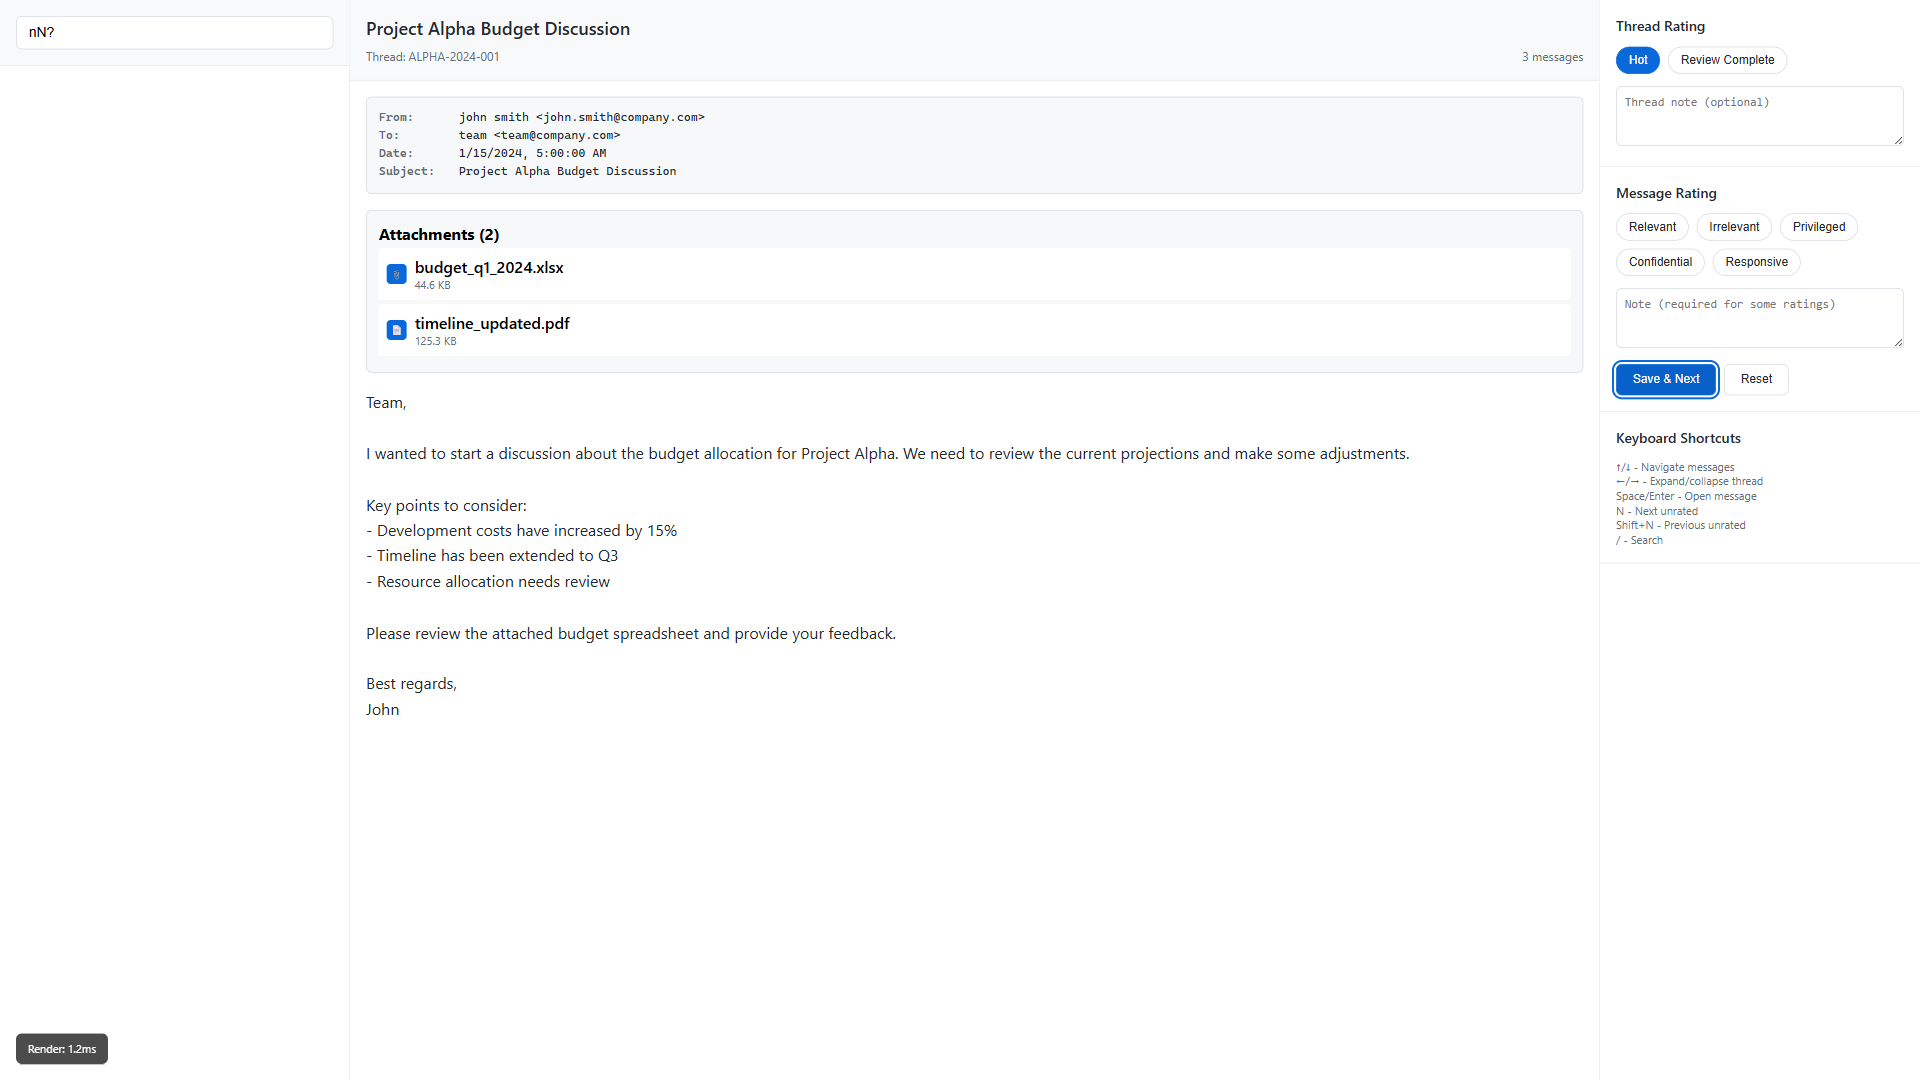 nN?
Project Alpha Budget Discussion
Thread: ALPHA-2024-001
3 messages
From: john smith <john.smith@company.com>
To: team <team@company.com>
Date: 1/15/2024, 5:00:00 AM
Subject: Project Alpha Budget Discussion
Attachments (2)
budget_q1_2024.xlsx
44.6 KB
timeline_updated.pdf
125.3 KB
Team,
I wanted to start a discussion about the budget allocation for Project Alpha. We need to review the current projections and make some adjustments.
Key points to consider:
- Development costs have increased by 15%
- Timeline has been extended to Q3
- Resource allocation needs review
Please review the attached budget spreadsheet and provide your feedback.
Best regards,
John
Thread Rating
Hot Review Complete
Thread note (optional)
Message Rating
Relevant Irrelevant Privileged
Confidential Responsive
Note (required for some ratings)
Save & Next Reset
Keyboard Shortcuts
↑/↓ - Navigate messages
←/→ - Expand/collapse thread
Space/Enter - Open message
N - Next unrated
Shift+N - Previous unrated
/ - Search
Render: 1.2ms